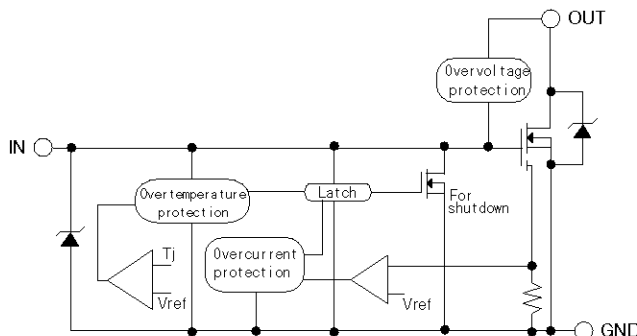 OUT
Overvoltage
protection
IN
Overtemperature
protection
Latch
For
shutdown
Tj
Vref
Overcurrent
protection
Vref
GND